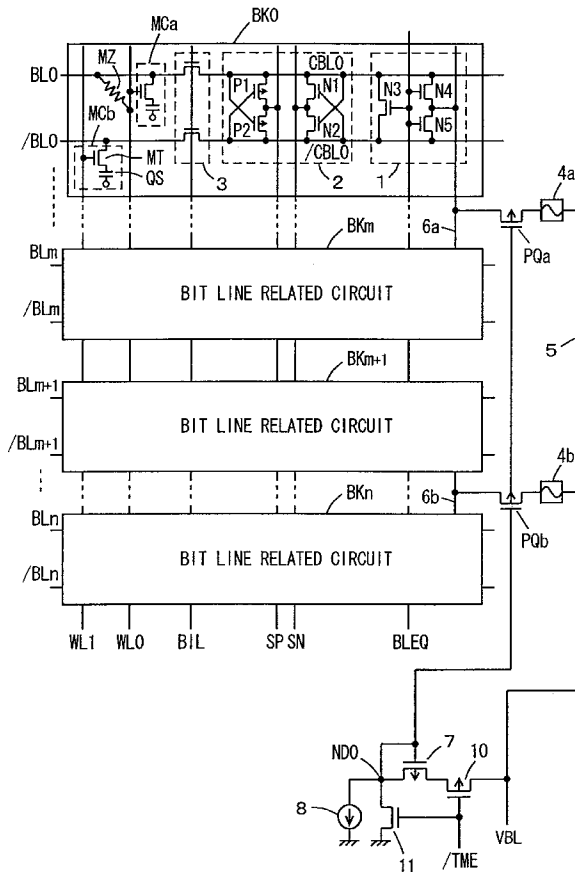 MCa
BK0
BL0
MZ
CBL0
P1
N1
N3
N4
MCb
P2
N2
N5
/BL0
/CBL0
MT
QS
3
2
1
4a
6a
PQa
BLm
BKm
/BLm
BIT LINE RELATED CIRCUIT
5
BLm+1
BKm+1
/BLm+1
BIT LINE RELATED CIRCUIT
4b
6b
BLn
BKn
PQb
/BLn
BIT LINE RELATED CIRCUIT
WL1
WL0
BIL
SP
SN
BLEQ
7
10
ND0
8
11
/TME
VBL